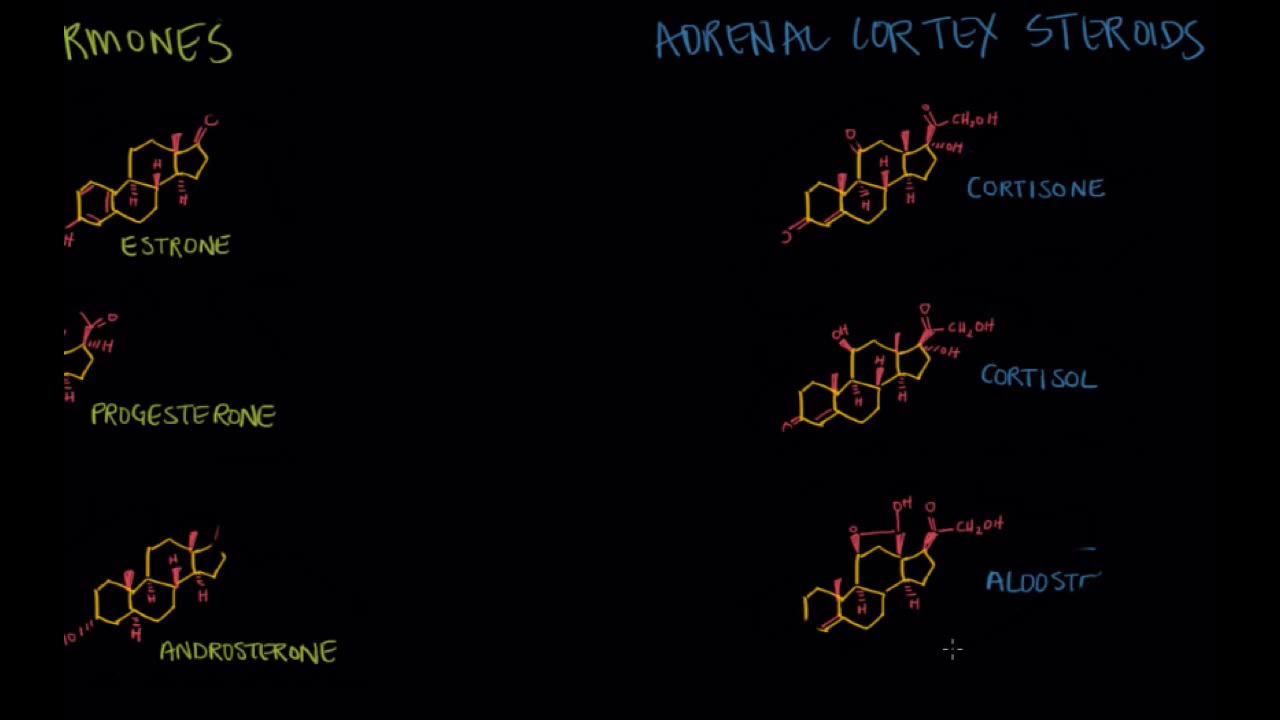 RMONES
ADRENAL CORTEX STEROIDS
O
H
H
H
H
ESTRONE
O
CH2OH
OH
O
H
H
H
O
CORTISONE
O
H
H
PROGESTERONE
O
CH2OH
OH
OH
H
H
H
CORTISOL
H
H
H
H
ANDROSTERONE
OH
O
O
CH2OH
H
H
ALDOST